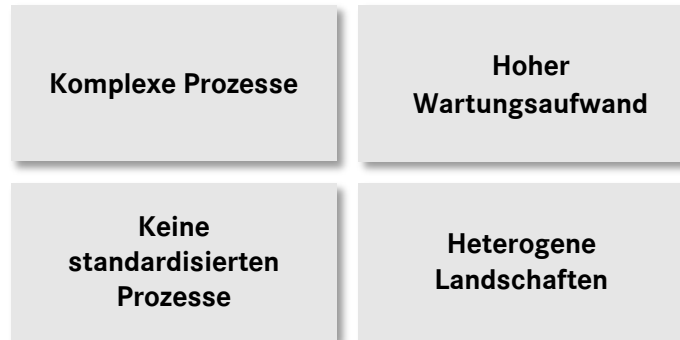 Komplexe Prozesse
Hoher
Wartungsaufwand
Keine
standardisierten
Prozesse
Heterogene
Landschaften